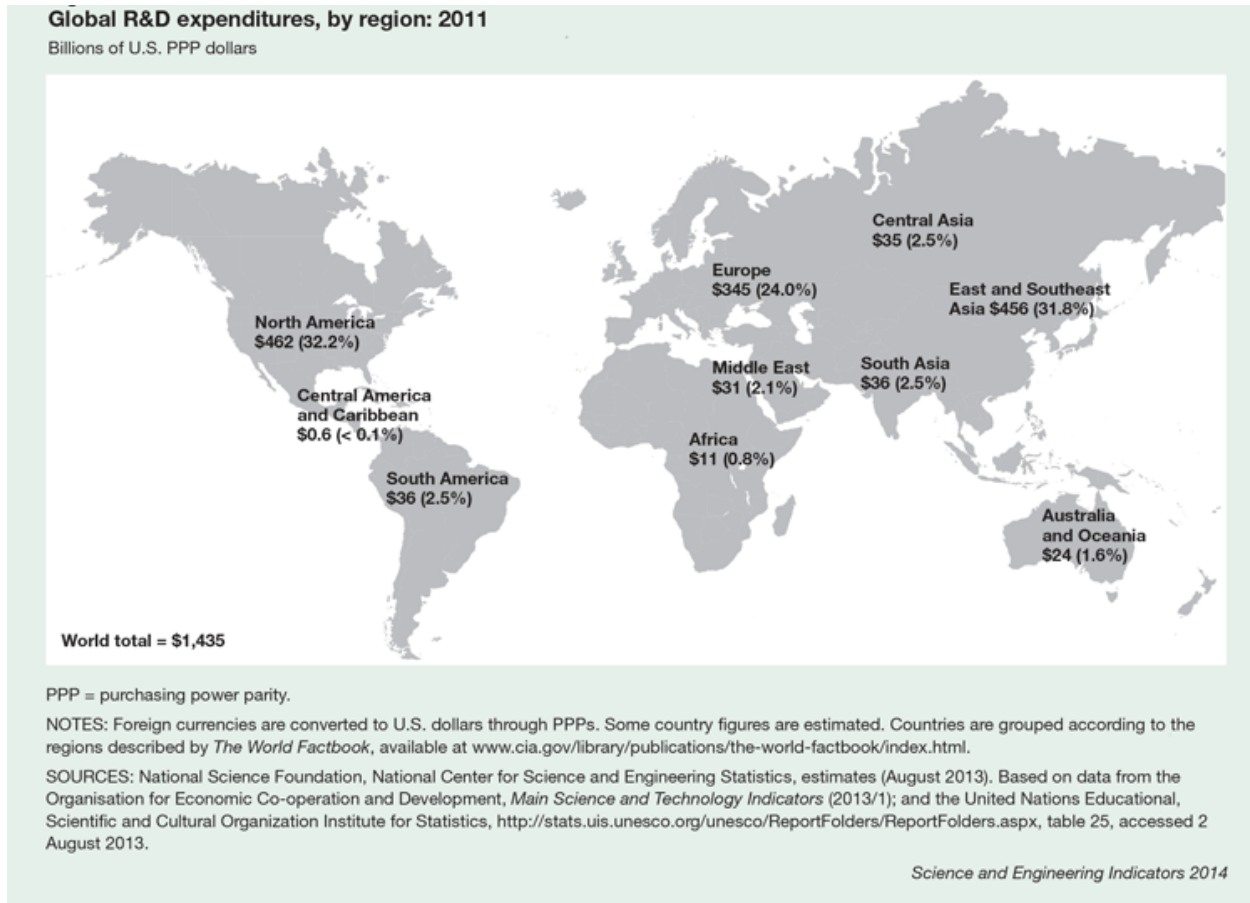 Global R&D expenditures, by region: 2011
Billions of U.S. PPP dollars
Central Asia
$35 (2.5%)
Europe
$345 (24.0%)
East and Southeast
Asia $456 (31.8%)
North America
$462 (32.2%)
Middle East
$31 (2.1%)
South Asia
$36 (2.5%)
Central America
and Caribbean
$0.6 (< 0.1%)
Africa
$11 (0.8%)
South America
$36 (2.5%)
Australia
and Oceania
$24 (1.6%)
World total = $1,435
PPP = purchasing power parity.
NOTES: Foreign currencies are converted to U.S. dollars through PPPs. Some country figures are estimated. Countries are grouped according to the
regions described by The World Factbook, available at www.cia.gov/library/publications/the-world-factbook/index.html.
SOURCES: National Science Foundation, National Center for Science and Engineering Statistics, estimates (August 2013). Based on data from the
Organisation for Economic Co-operation and Development, Main Science and Technology Indicators (2013/1); and the United Nations Educational,
Scientific and Cultural Organization Institute for Statistics, http://stats.uis.unesco.org/unesco/ReportFolders/ReportFolders.aspx, table 25, accessed 2
August 2013.
Science and Engineering Indicators 2014